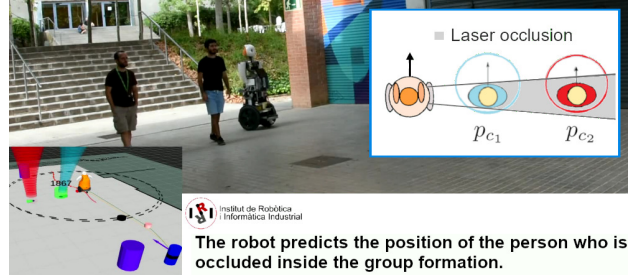 Laser occlusion
p_{c_1} p_{c_2}
1867
IRI
Institut de Robòtica
i Informàtica Industrial
The robot predicts the position of the person who is
occluded inside the group formation.